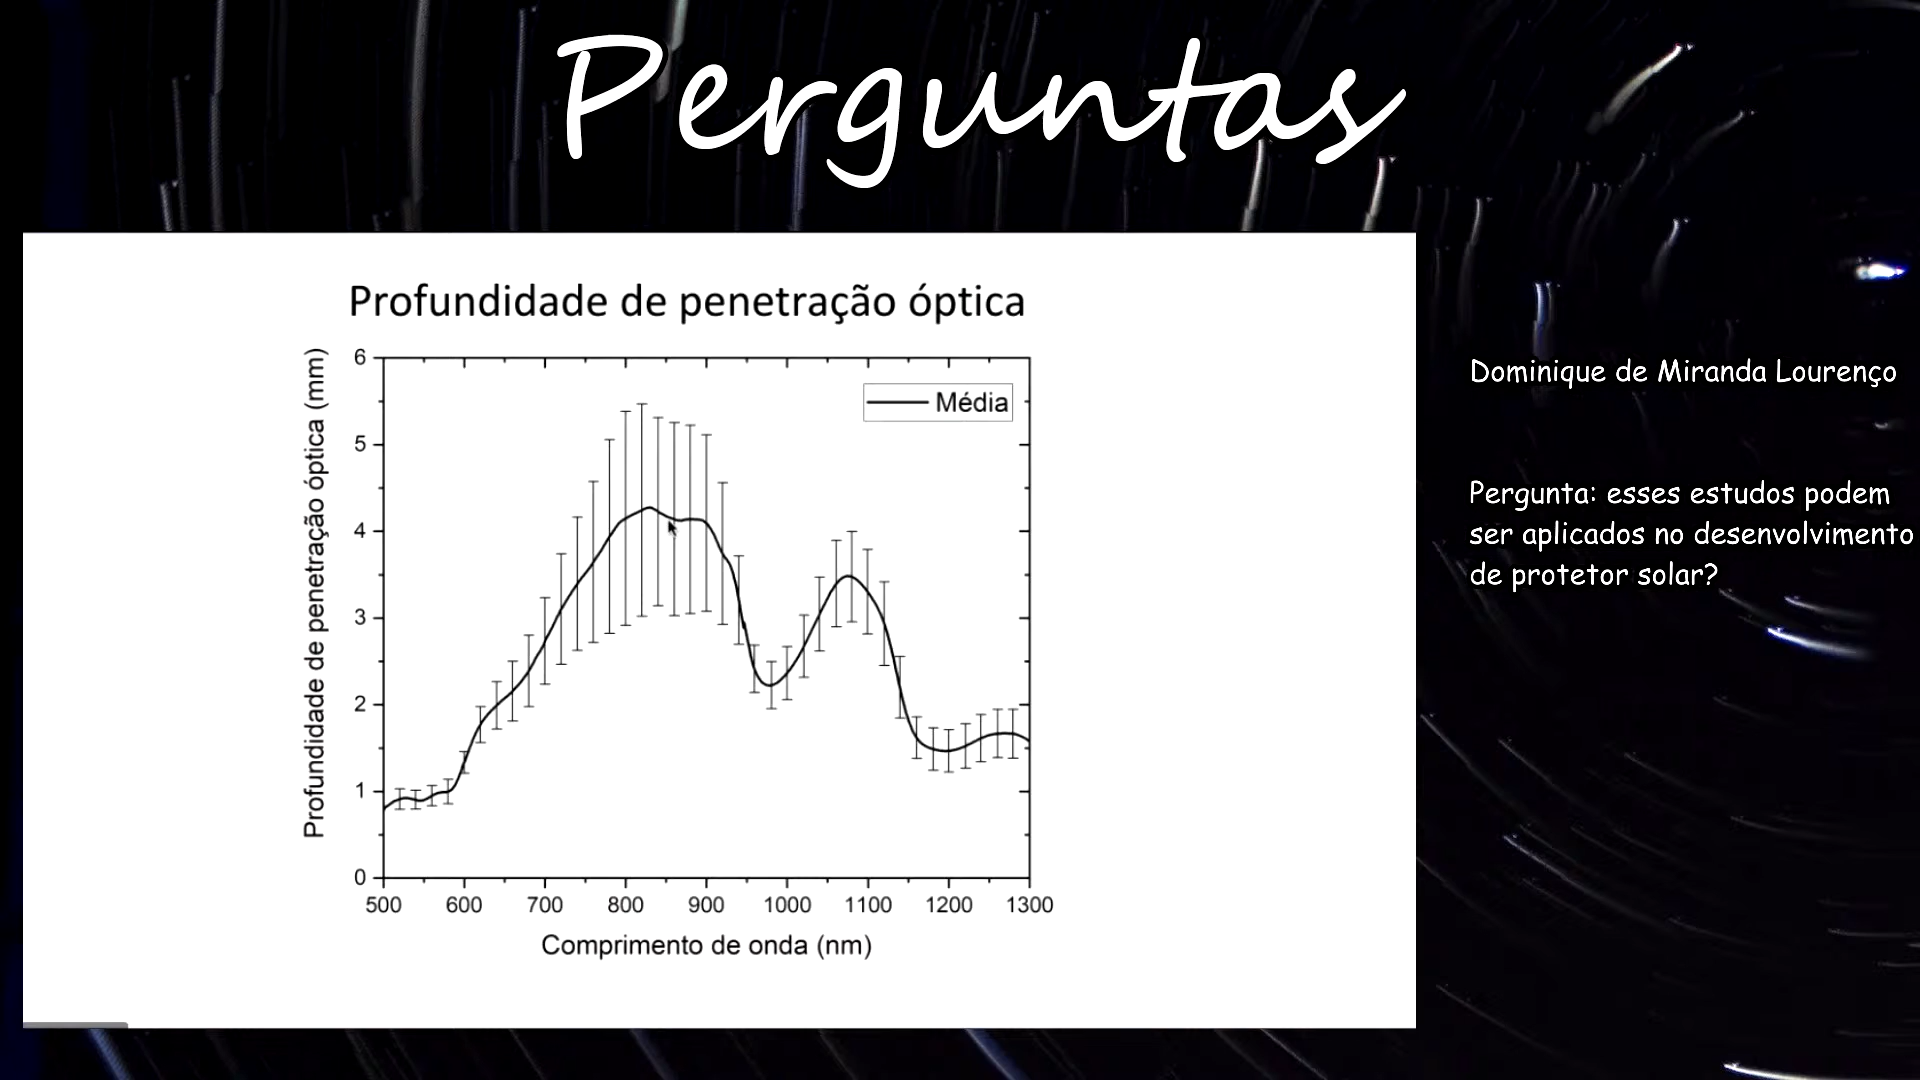 Perguntas
Profundidade de penetração óptica
Profundidade de penetração óptica (mm)
6
5
4
3
2
1
0
Média
500 600 700 800 900 1000 1100 1200 1300
Comprimento de onda (nm)
Dominique de Miranda Lourenço
Pergunta: esses estudos podem
ser aplicados no desenvolvimento
de protetor solar?